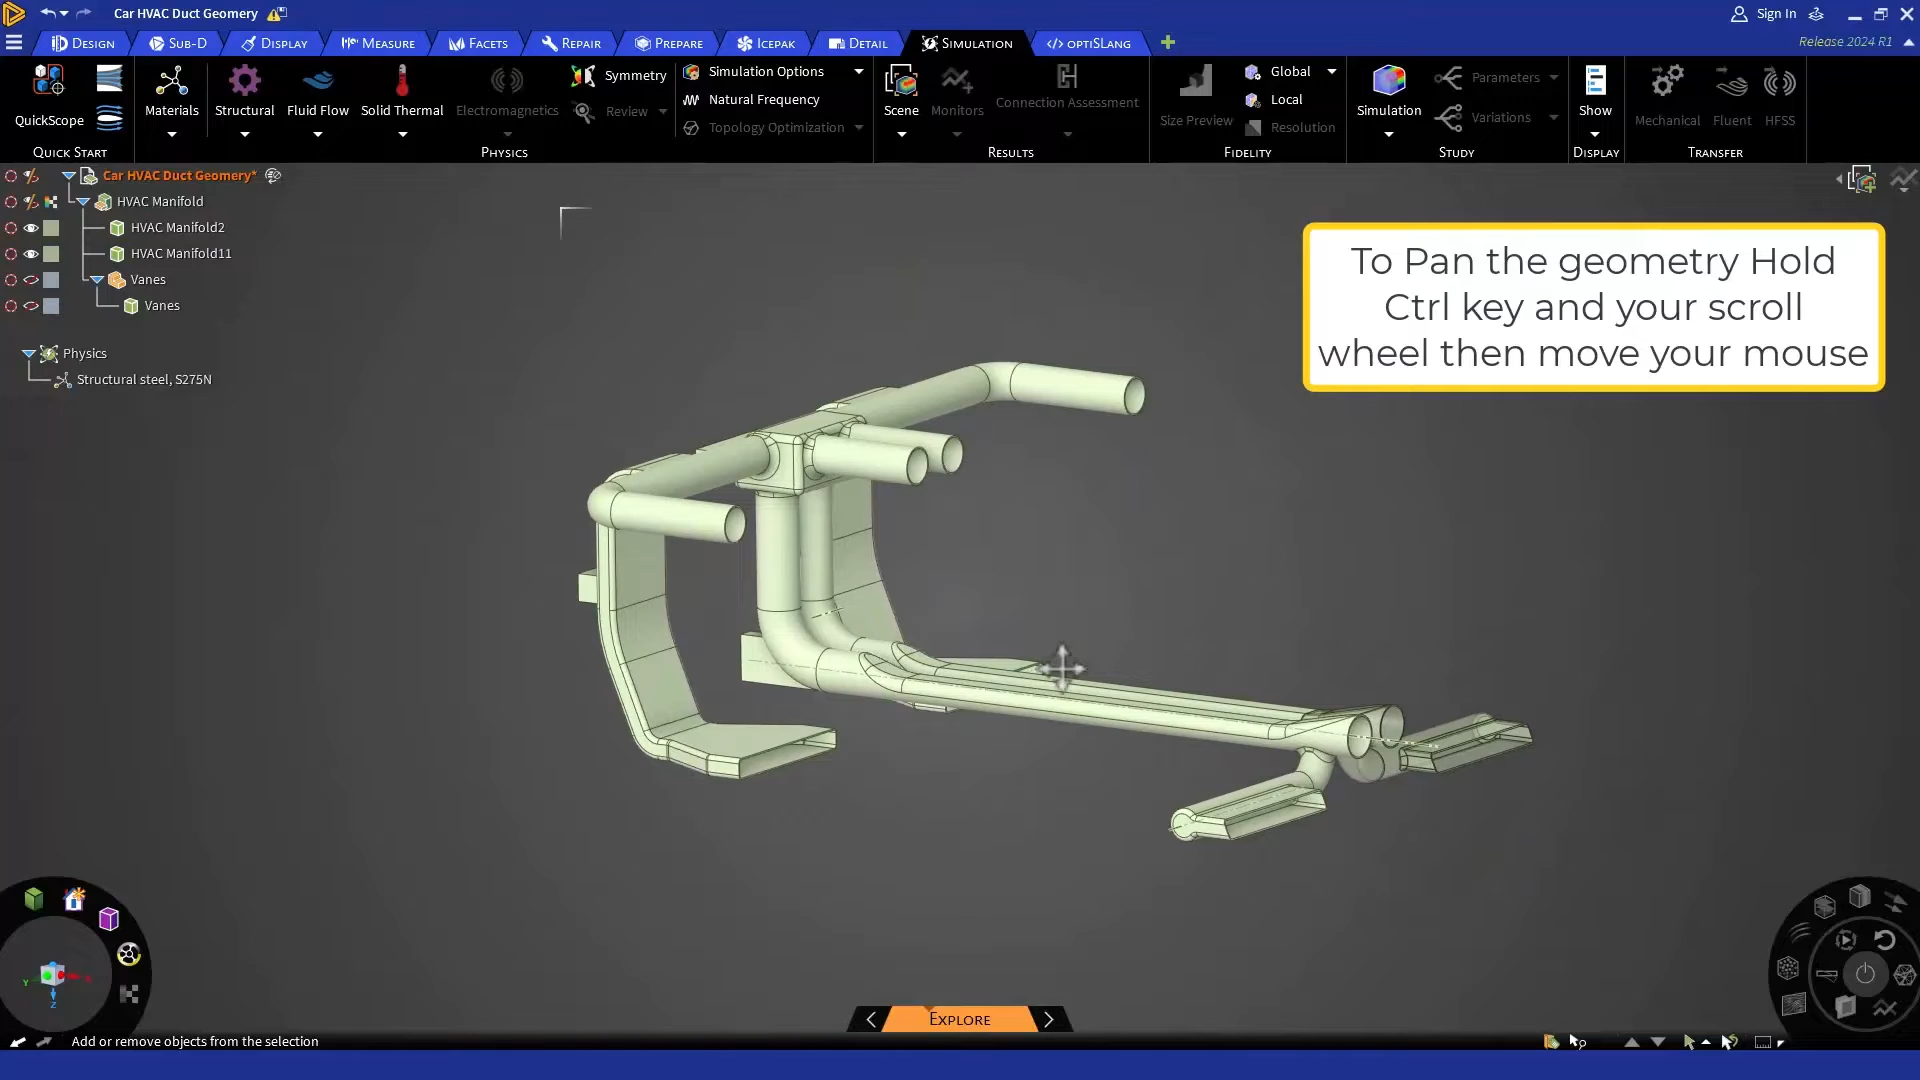 Car HVAC Duct Geometry
Sign In
Design
Sub-D
Display
Measure
Facets
Repair
Prepare
Icepak
Detail
Simulation
optiSLang
Release 2024 R1
QuickScope
Quick Start
Materials
Structural
Fluid Flow
Solid Thermal
Electromagnetics
Symmetry
Review
Simulation Options
Natural Frequency
Topology Optimization
Physics
Scene
Monitors
Connection Assessment
Results
Size Preview
Global
Local
Resolution
Fidelity
Simulation
Parameters
Variations
Study
Show
Display
Mechanical
Fluent
HFSS
Transfer
Car HVAC Duct Geometry*
HVAC Manifold
HVAC Manifold2
HVAC Manifold11
Vanes
Vanes
Physics
Structural steel, S275N
To Pan the geometry Hold
Ctrl key and your scroll
wheel then move your mouse
Y
X
Z
Explore
Add or remove objects from the selection